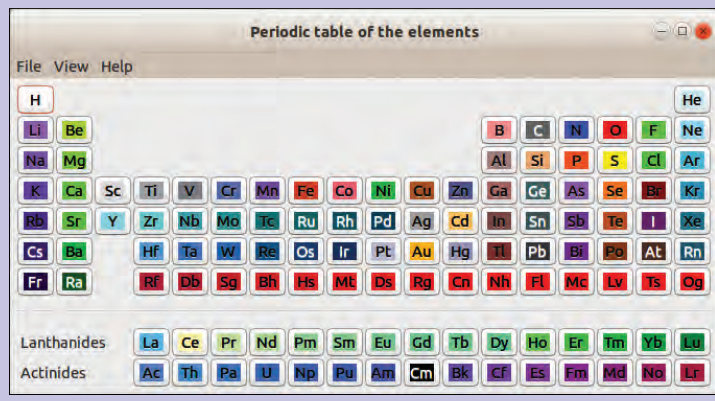 Periodic table of the elements
File View Help
H He
Li Be B C N O F Ne
Na Mg Al Si P S Cl Ar
K Ca Sc Ti V Cr Mn Fe Co Ni Cu Zn Ga Ge As Se Br Kr
Rb Sr Y Zr Nb Mo Tc Ru Rh Pd Ag Cd In Sn Sb Te I Xe
Cs Ba Hf Ta W Re Os Ir Pt Au Hg Tl Pb Bi Po At Rn
Fr Ra Rf Db Sg Bh Hs Mt Ds Rg Cn Nh Fl Mc Lv Ts Og
Lanthanides La Ce Pr Nd Pm Sm Eu Gd Tb Dy Ho Er Tm Yb Lu
Actinides Ac Th Pa U Np Pu Am Cm Bk Cf Es Fm Md No Lr